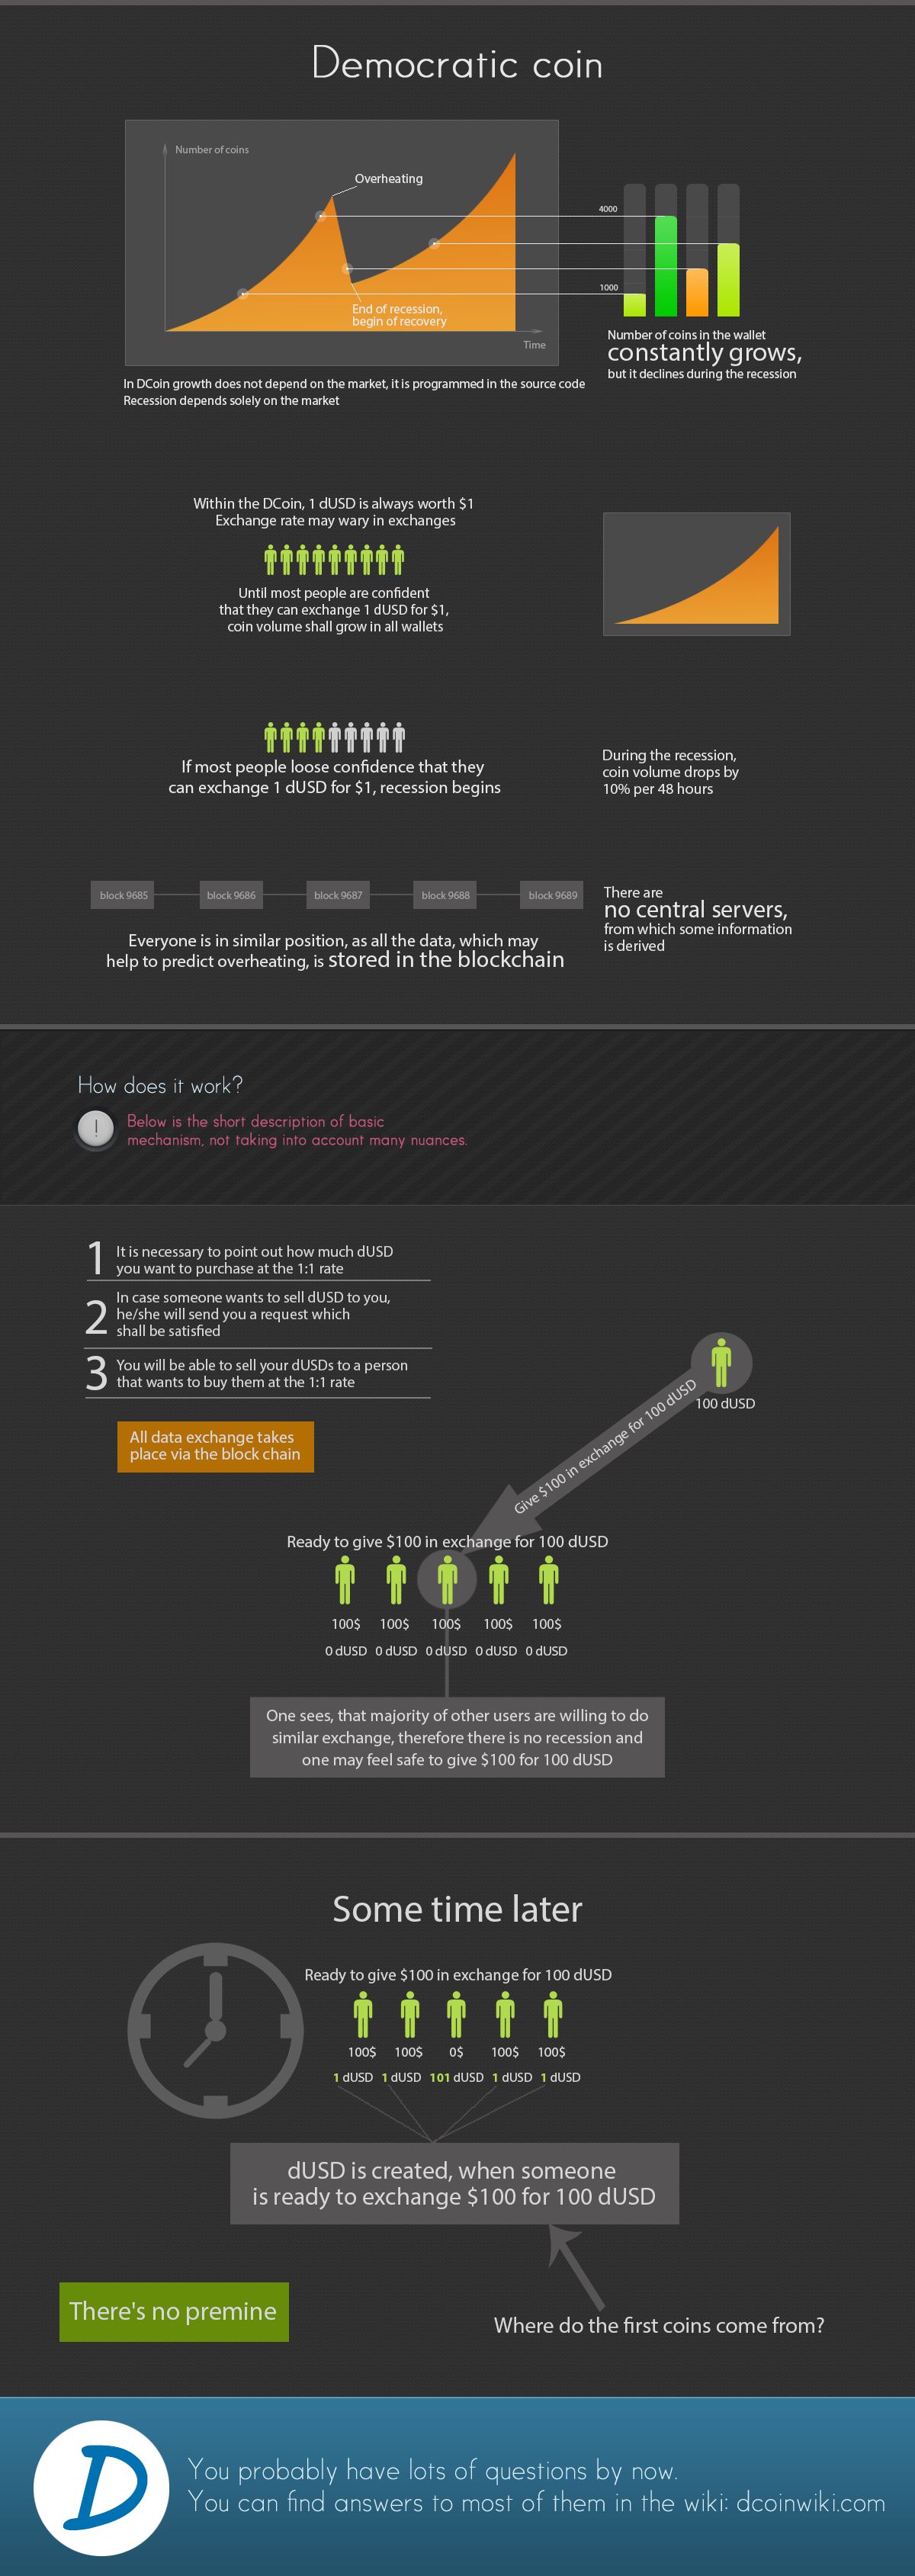 Democratic coin
Number of coins
Overheating
4000
1000
End of recession,
begin of recovery
Time
Number of coins in the wallet
constantly grows,
but it declines during the recession
In DCoin growth does not depend on the market, it is programmed in the source code
Recession depends solely on the market
Within the DCoin, 1 dUSD is always worth $1
Exchange rate may wary in exchanges
Until most people are confident
that they can exchange 1 dUSD for $1,
coin volume shall grow in all wallets
If most people loose confidence that they
can exchange 1 dUSD for $1, recession begins
During the recession,
coin volume drops by
10% per 48 hours
block 9685 block 9686 block 9687 block 9688 block 9689
Everyone is in similar position, as all the data, which may
help to predict overheating, is stored in the blockchain
There are
no central servers,
from which some information
is derived
How does it work?
!
Below is the short description of basic
mechanism, not taking into account many nuances.
1
It is necessary to point out how much dUSD
you want to purchase at the 1:1 rate
2
In case someone wants to sell dUSD to you,
he/she will send you a request which
shall be satisfied
3
You will be able to sell your dUSDs to a person
that wants to buy them at the 1:1 rate
All data exchange takes
place via the block chain
100 dUSD
Give $100 in exchange for 100 dUSD
Ready to give $100 in exchange for 100 dUSD
100$ 100$ 100$ 100$ 100$
0 dUSD 0 dUSD 0 dUSD 0 dUSD 0 dUSD
One sees, that majority of other users are willing to do
similar exchange, therefore there is no recession and
one may feel safe to give $100 for 100 dUSD
Some time later
Ready to give $100 in exchange for 100 dUSD
100$ 100$ 0$ 100$ 100$
1 dUSD 1 dUSD 101 dUSD 1 dUSD 1 dUSD
dUSD is created, when someone
is ready to exchange $100 for 100 dUSD
There's no premine
Where do the first coins come from?
D
You probably have lots of questions by now.
You can find answers to most of them in the wiki: dcoinwiki.com